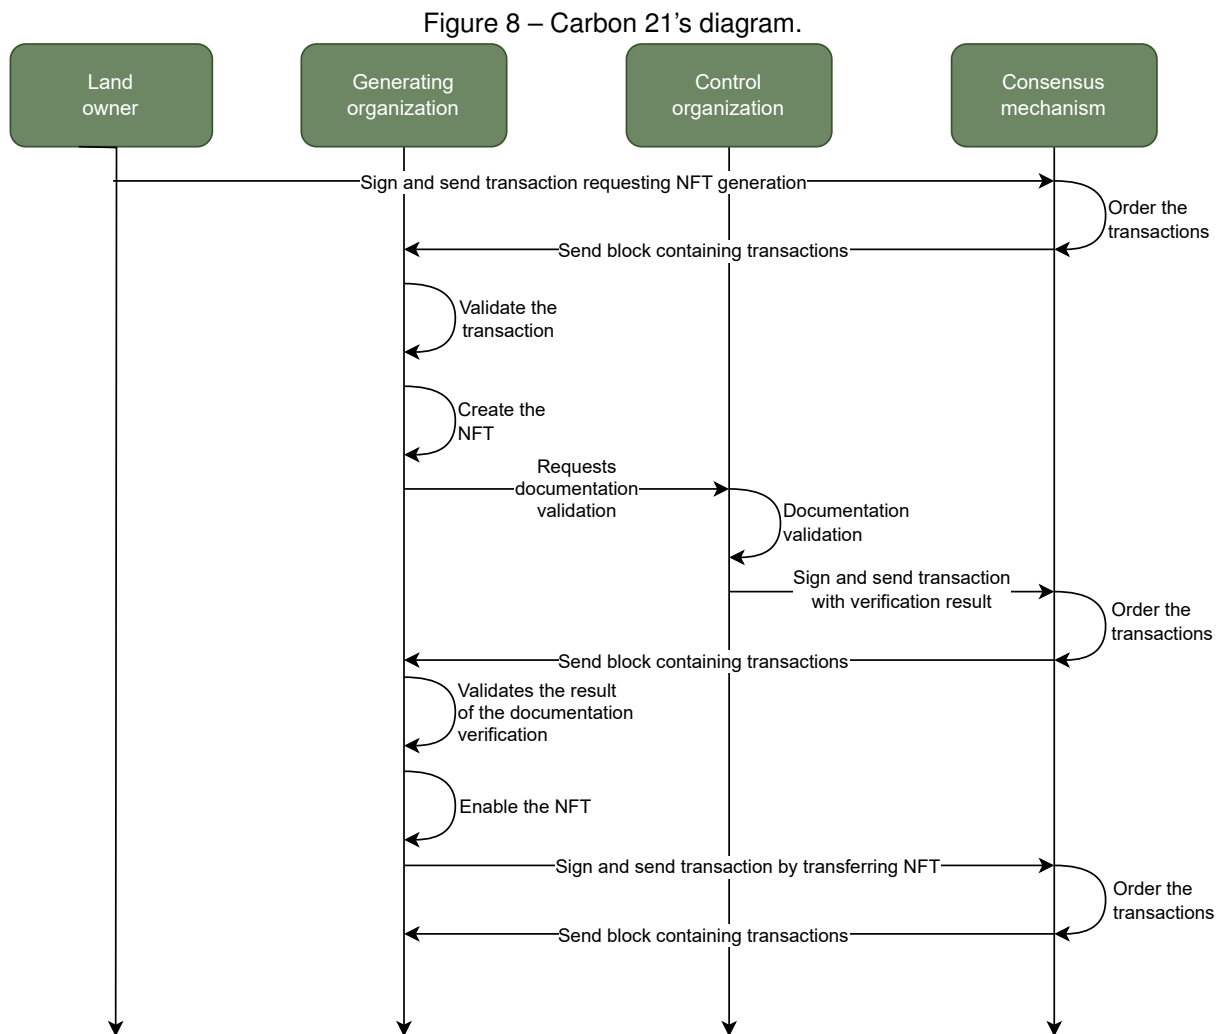 Figure 8 – Carbon 21's diagram.
Land
owner
Generating
organization
Control
organization
Consensus
mechanism
Sign and send transaction requesting NFT generation
Order the
transactions
Send block containing transactions
Validate the
transaction
Create the
NFT
Requests
documentation
validation
Documentation
validation
Sign and send transaction
with verification result
Order the
transactions
Send block containing transactions
Validates the result
of the documentation
verification
Enable the NFT
Sign and send transaction by transferring NFT
Order the
transactions
Send block containing transactions